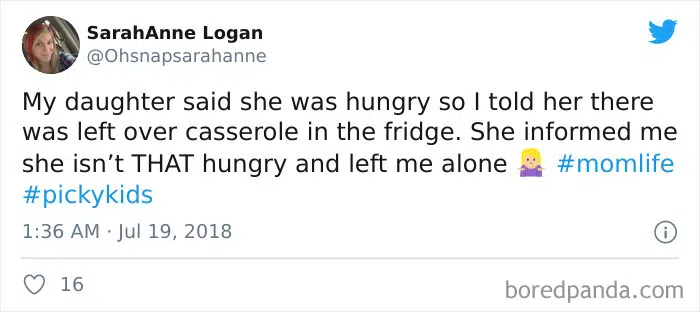 SarahAnne Logan
@Ohsnapsarahanne
My daughter said she was hungry so I told her there
was left over casserole in the fridge. She informed me
she isn’t THAT hungry and left me alone 🤷🏼‍♀️ #momlife
#pickykids
1:36 AM · Jul 19, 2018
16
boredpanda.com